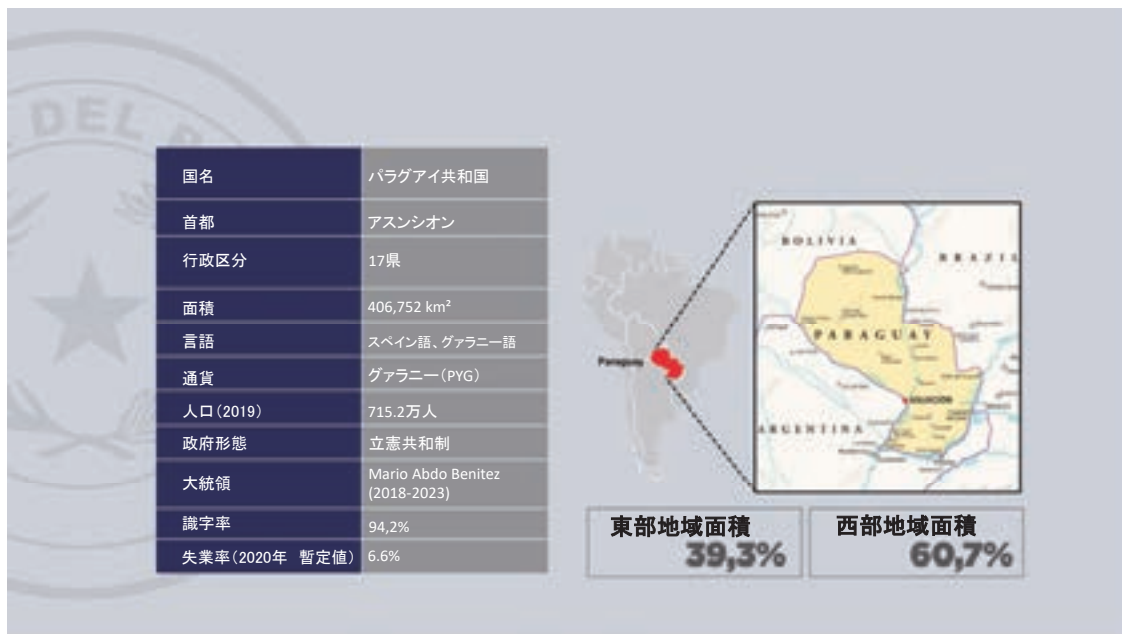 DEL
国名 パラグアイ共和国
首都 アスンシオン
行政区分 17県
面積 406,752 km²
言語 スペイン語、グァラニー語
通貨 グァラニー(PYG)
人口(2019) 715.2万人
政府形態 立憲共和制
大統領 Mario Abdo Benitez
(2018-2023)
識字率 94,2%
失業率(2020年 暫定値) 6.6%
Paraguay
BOLIVIA
BRAZIL
PARAGUAY
ASUNCIÓN
ARGENTINA
東部地域面積
39,3%
西部地域面積
60,7%